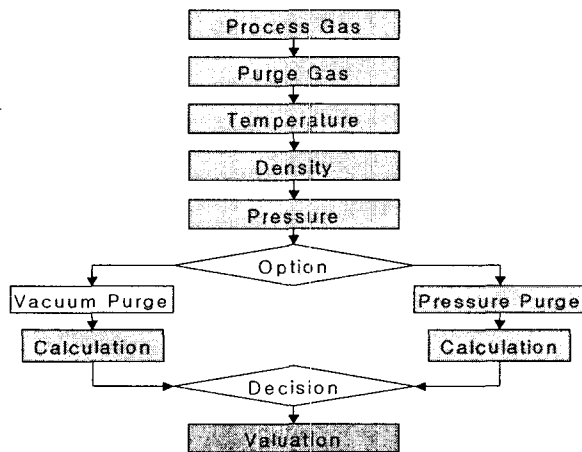 Process Gas
Purge Gas
Temperature
Density
Pressure
Option
Vacuum Purge
Pressure Purge
Calculation
Calculation
Decision
Valuation